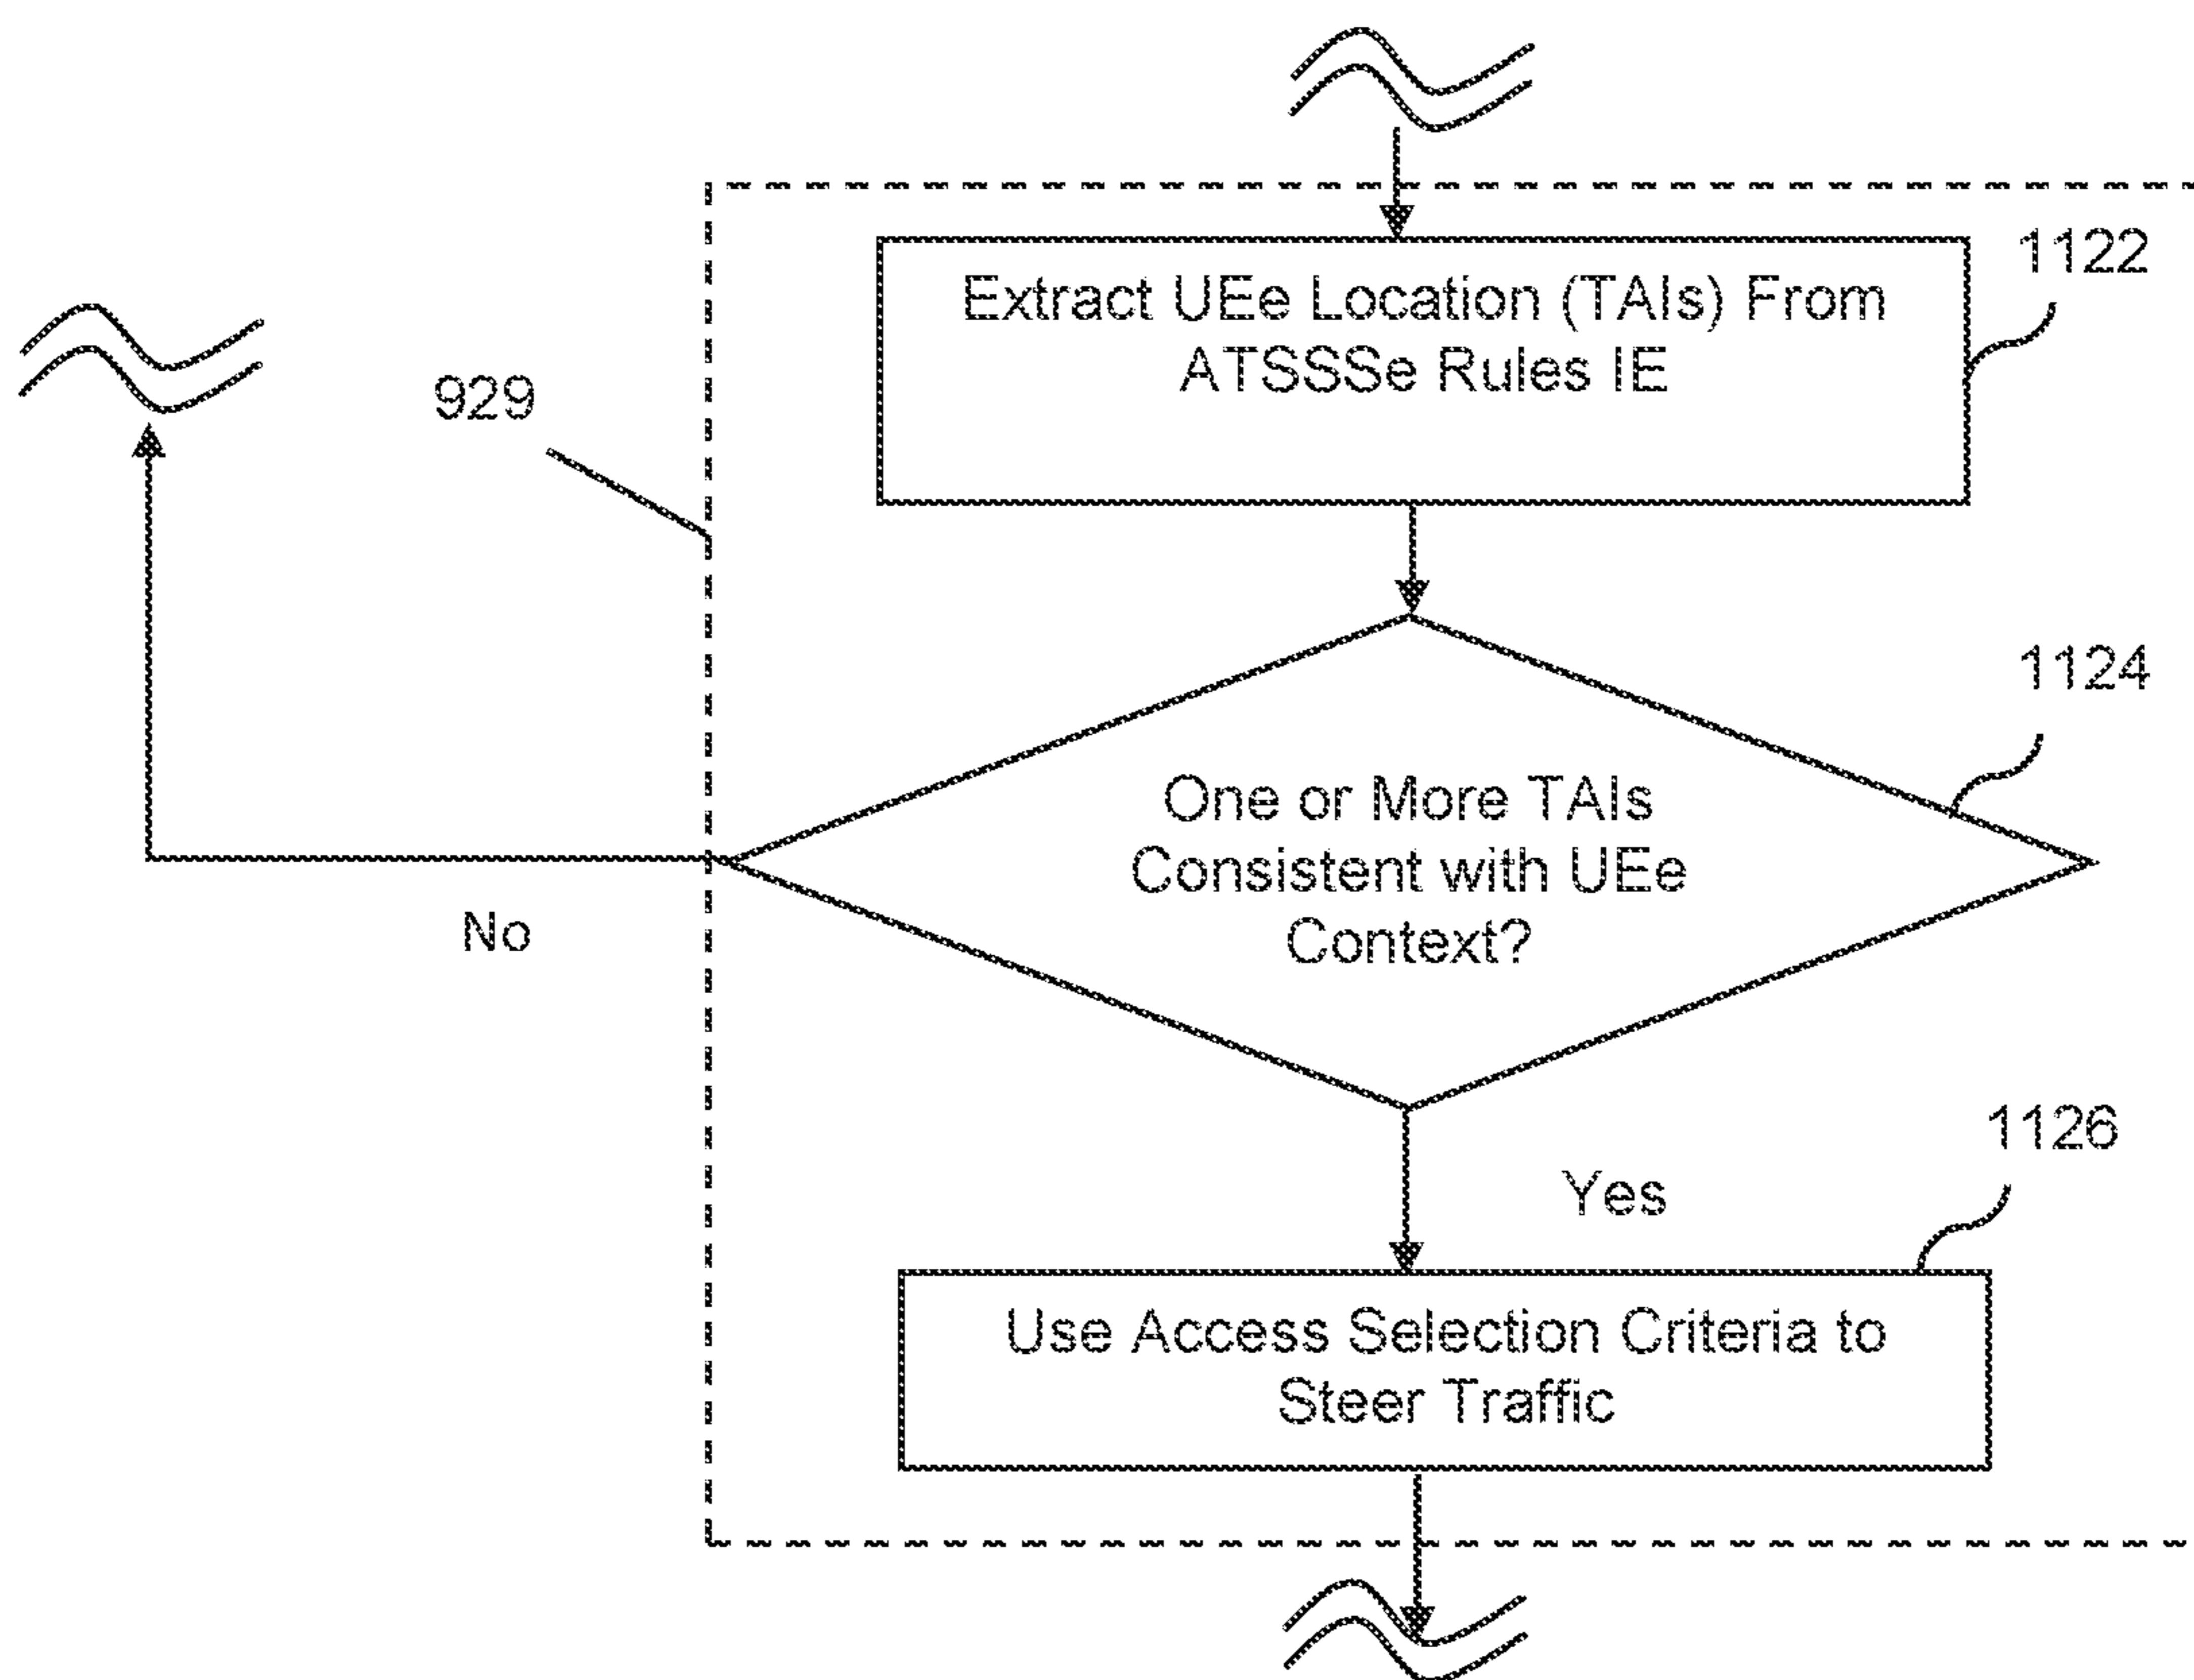 1122
Extract UEe Location (TAIs) From
ATSSSe Rules IE
929
1124
One or More TAIs
Consistent with UEe
Context?
No
1126
Yes
Use Access Selection Criteria to
Steer Traffic